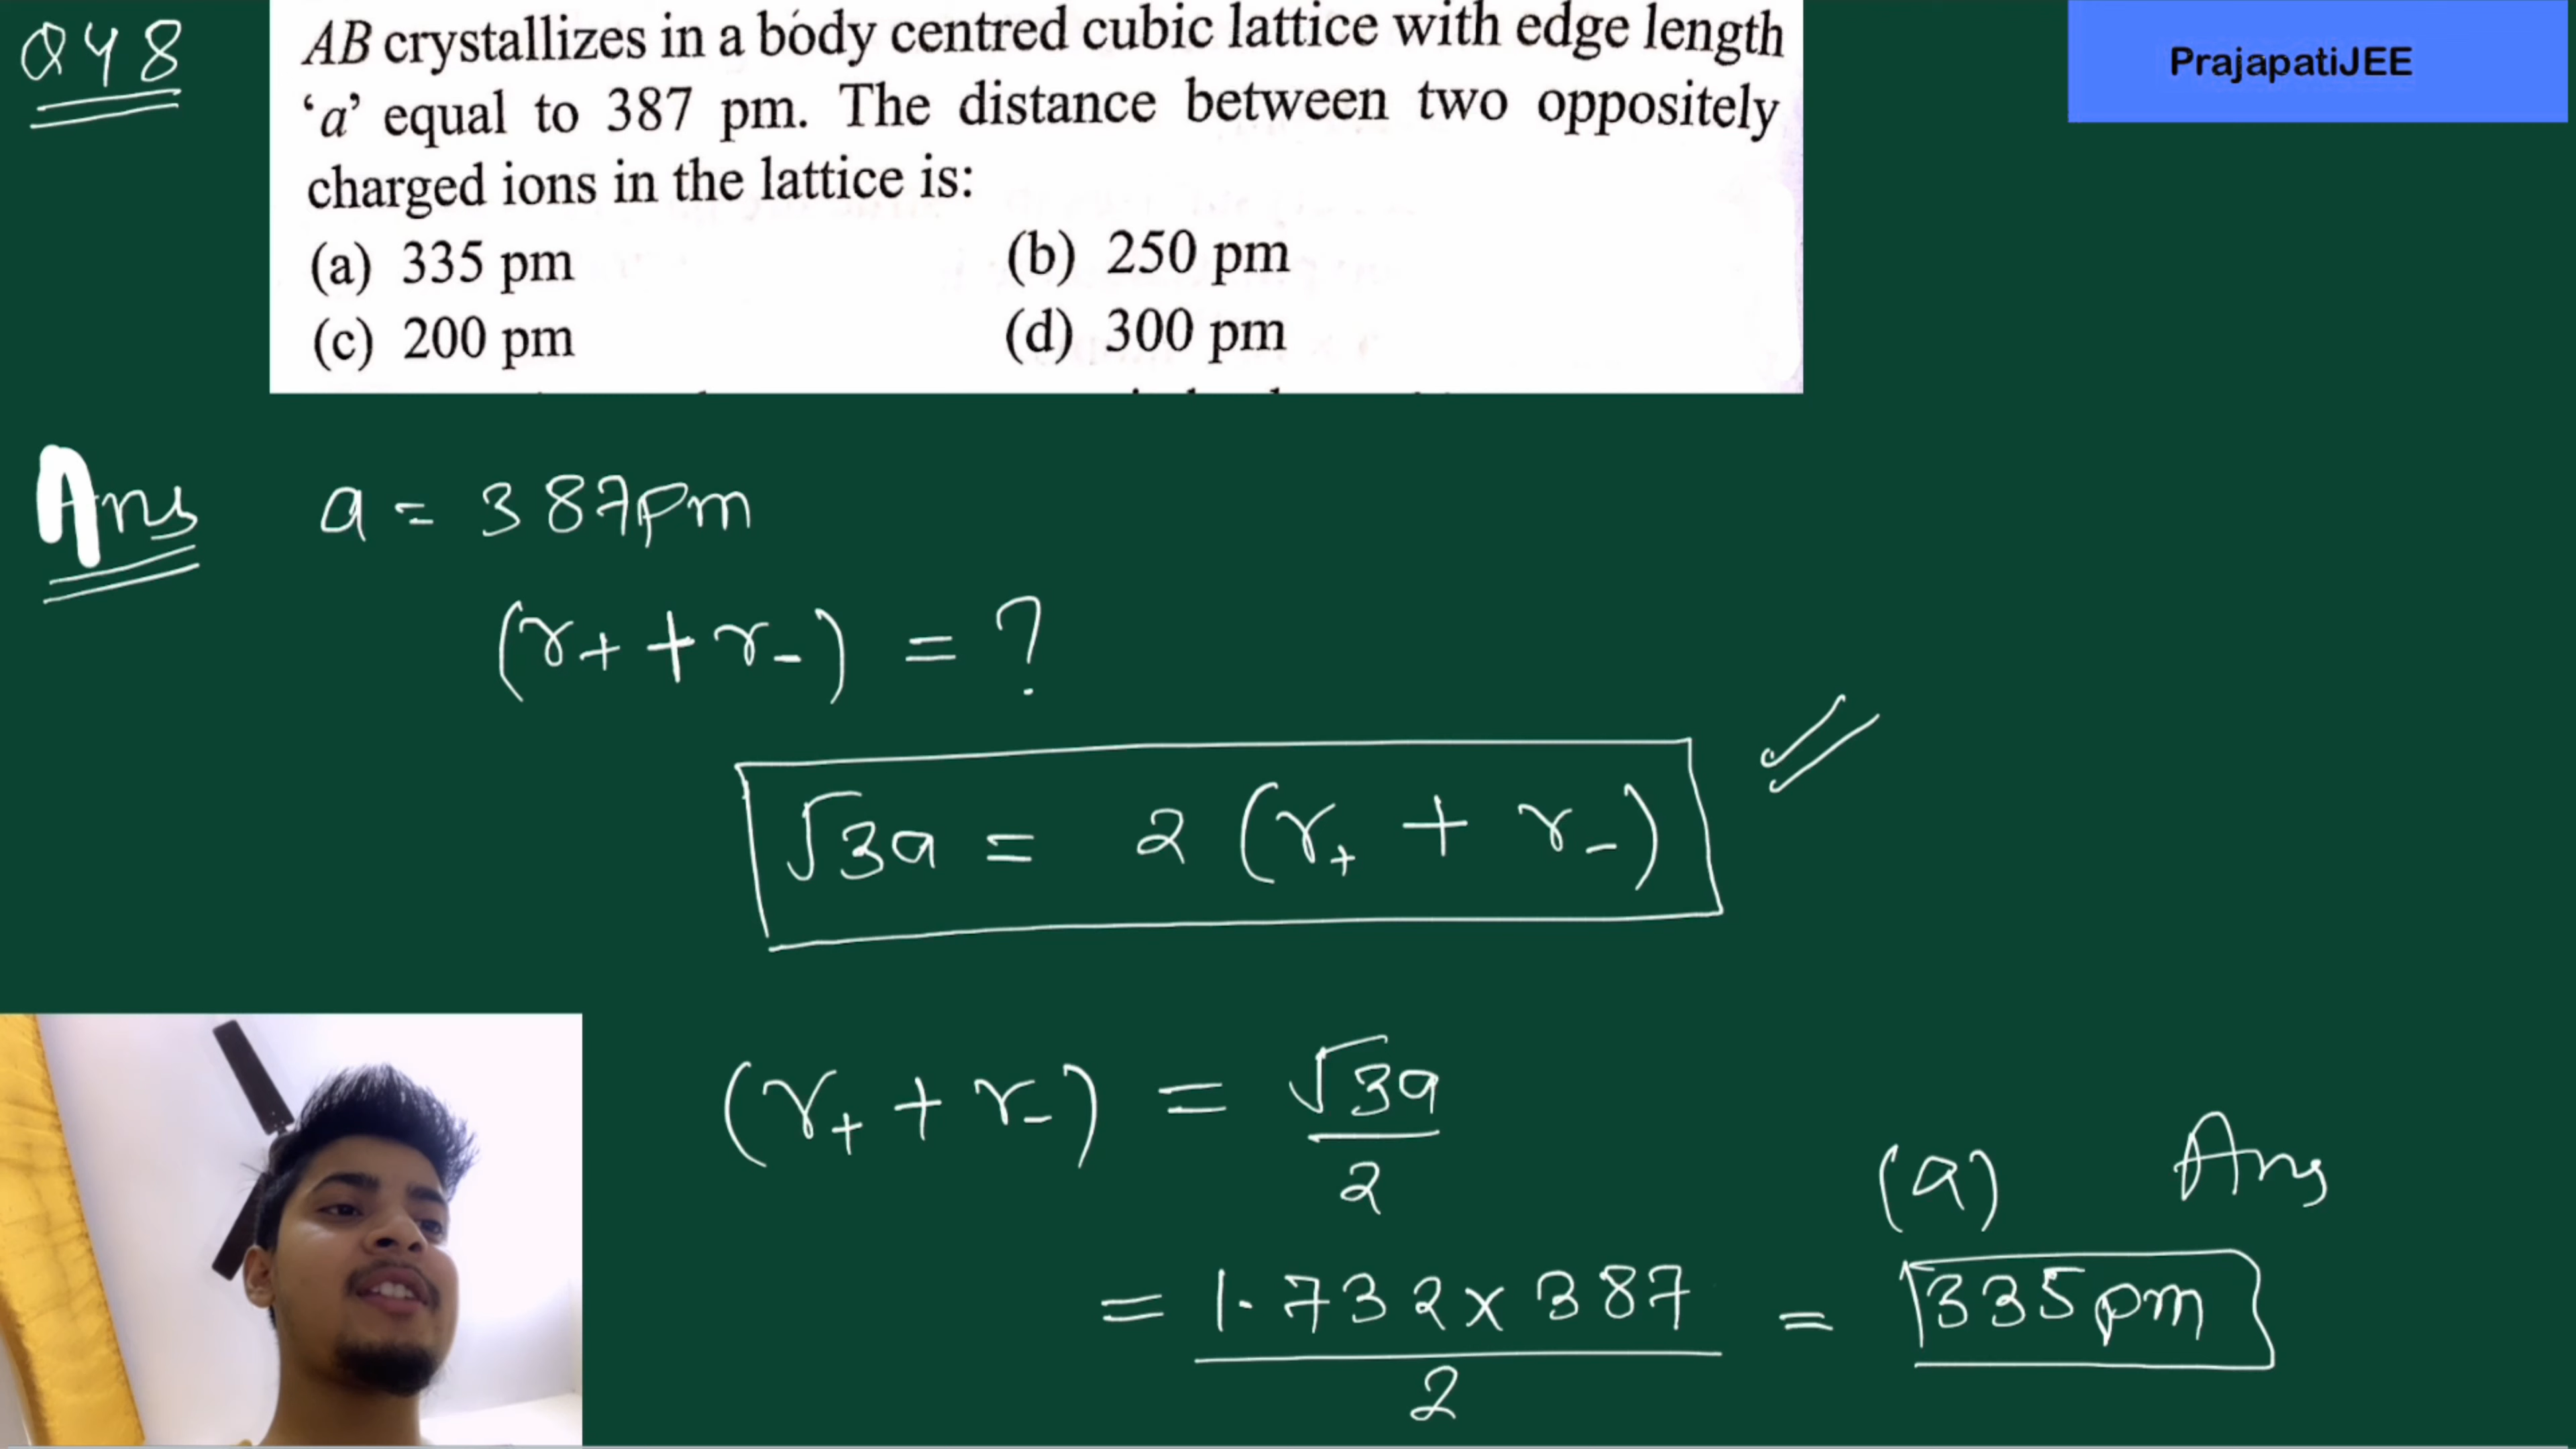 Q48
AB crystallizes in a body centred cubic lattice with edge length
‘a’ equal to 387 pm. The distance between two oppositely
charged ions in the lattice is:
(a) 335 pm (b) 250 pm
(c) 200 pm (d) 300 pm
PrajapatiJEE
Ans a = 387pm
(r₊ + r₋) = ?
√3a = 2 (r₊ + r₋)
(r₊ + r₋) = √3a/2
(a) Ans
= 1.732 x 387/2 = 335pm